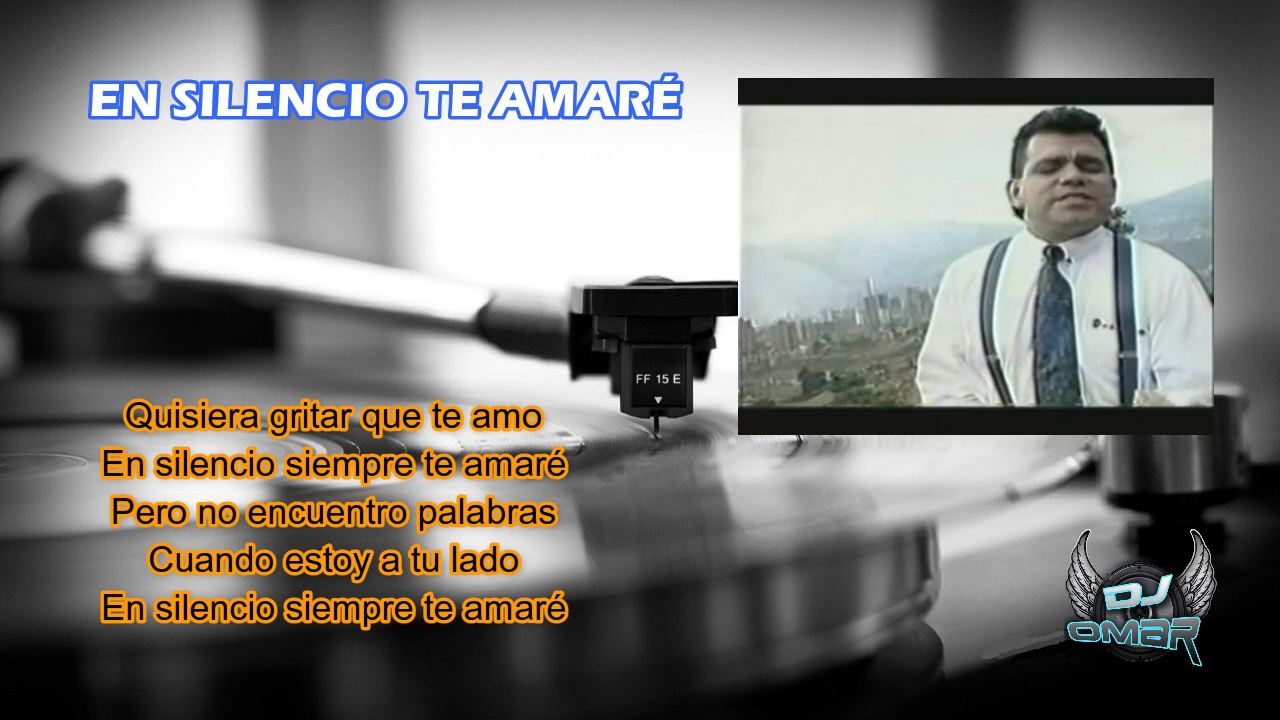 EN SILENCIO TE AMARÉ
FF 15 E
Quisiera gritar que te amo
En silencio siempre te amaré
Pero no encuentro palabras
Cuando estoy a tu lado
En silencio siempre te amaré
DJ
OMAR